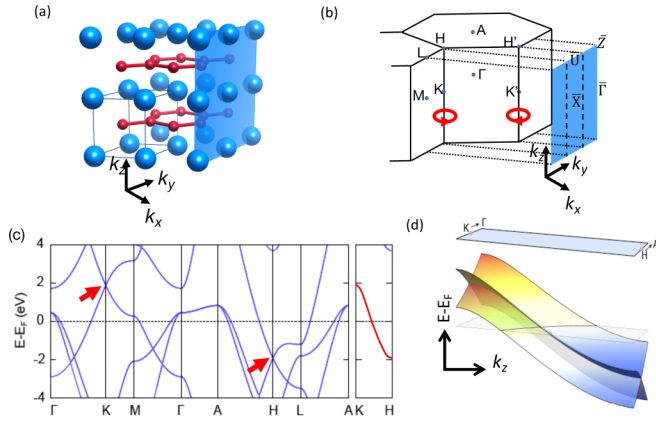 (a)
k_z
k_y
k_x
(b)
A
H
H'
L
Γ
M
K
K'
Z̅
U̅
Γ̅
X̅
k_z
k_y
k_x
(c)
E-E_F (eV)
4
2
0
-2
-4
Γ K M Γ A H L A K H
(d)
K Γ
A
H
E-E_F
k_z